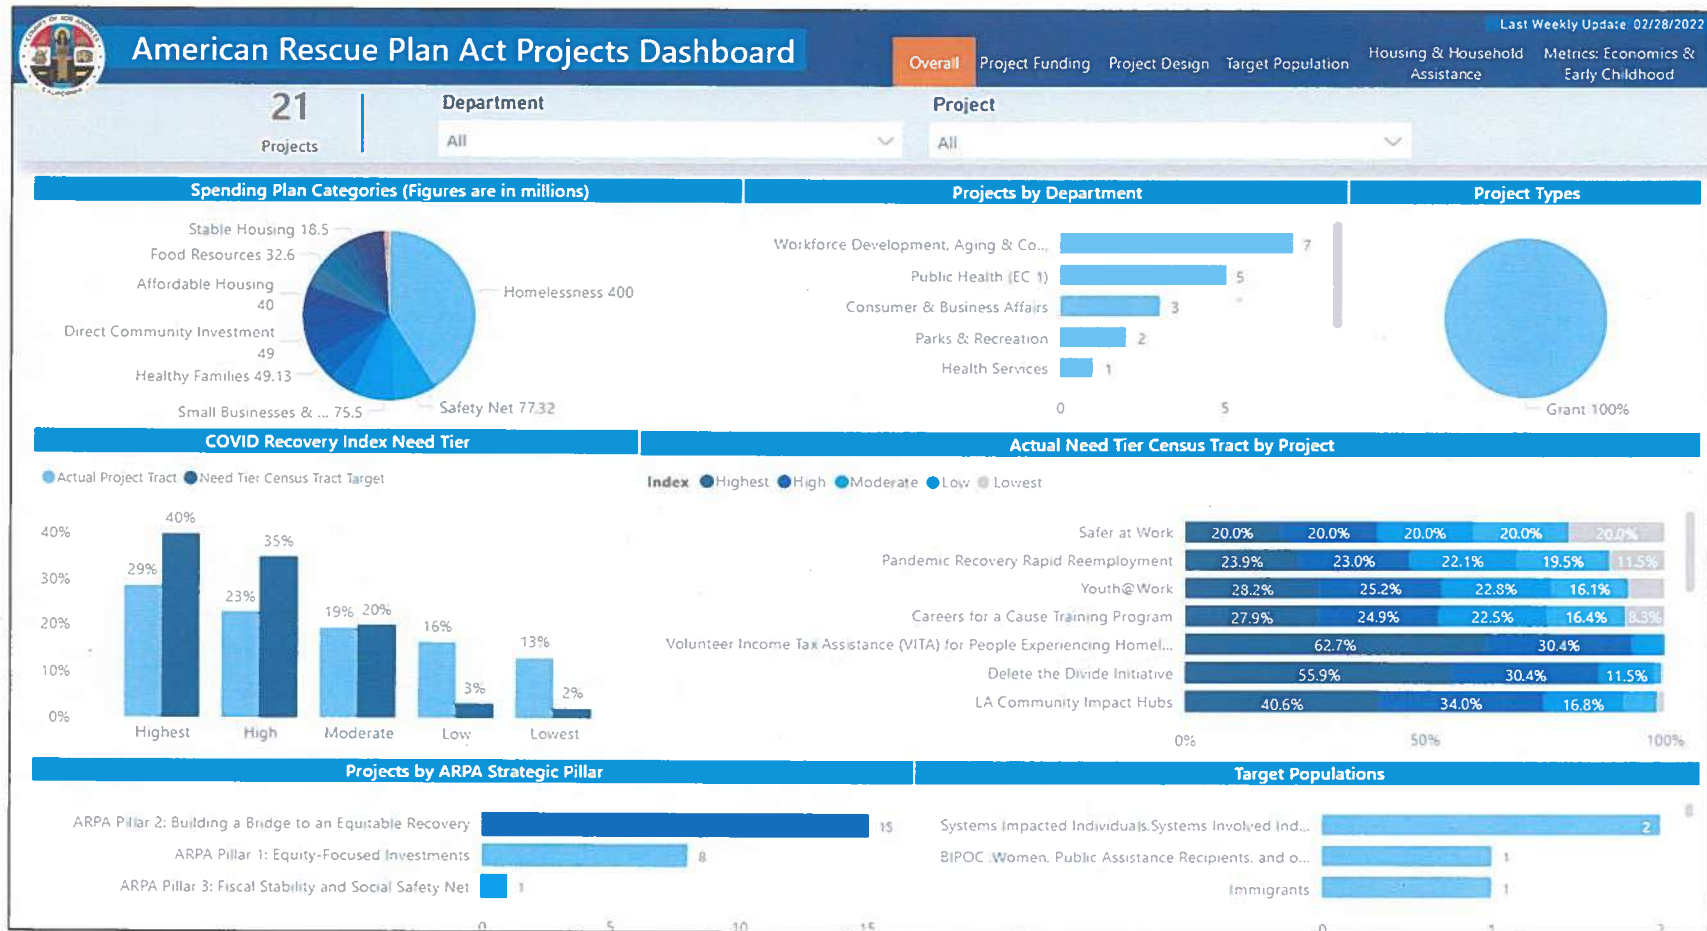 Last Weekly Update 02/28/2022
American Rescue Plan Act Projects Dashboard
Overall
Project Funding
Project Design
Target Population
Housing & Household
Assistance
Metrics: Economics &
Early Childhood
21
Projects
Department
All
Project
All
Spending Plan Categories (Figures are in millions)
Stable Housing 18.5
Food Resources 32.6
Affordable Housing
40
Direct Community Investment
49
Healthy Families 49.13
Small Businesses & ... 75.5
Safety Net 77.32
Homelessness 400
Projects by Department
Workforce Development, Aging & Co... 7
Public Health (EC 1) 5
Consumer & Business Affairs 3
Parks & Recreation 2
Health Services 1
0 5
Project Types
Grant 100%
COVID Recovery Index Need Tier
Actual Project Tract Need Tier Census Tract Target
40%
30%
20%
10%
0%
29% 40%
23% 35%
19% 20%
16% 3%
13% 2%
Highest High Moderate Low Lowest
Actual Need Tier Census Tract by Project
Index Highest High Moderate Low Lowest
Safer at Work 20.0% 20.0% 20.0% 20.0% 20.0%
Pandemic Recovery Rapid Reemployment 23.9% 23.0% 22.1% 19.5% 11.5%
Youth@Work 28.2% 25.2% 22.8% 16.1%
Careers for a Cause Training Program 27.9% 24.9% 22.5% 16.4% 8.3%
Volunteer Income Tax Assistance (VITA) for People Experiencing Homel... 62.7% 30.4%
Delete the Divide Initiative 55.9% 30.4% 11.5%
LA Community Impact Hubs 40.6% 34.0% 16.8%
0% 50% 100%
Projects by ARPA Strategic Pillar
ARPA Pillar 2: Building a Bridge to an Equitable Recovery 15
ARPA Pillar 1: Equity-Focused Investments 8
ARPA Pillar 3: Fiscal Stability and Social Safety Net 1
0 5 10 15
Target Populations
Systems Impacted Individuals,Systems Involved Ind... 2
BIPOC ,Women, Public Assistance Recipients, and o... 1
Immigrants 1
0 1 2